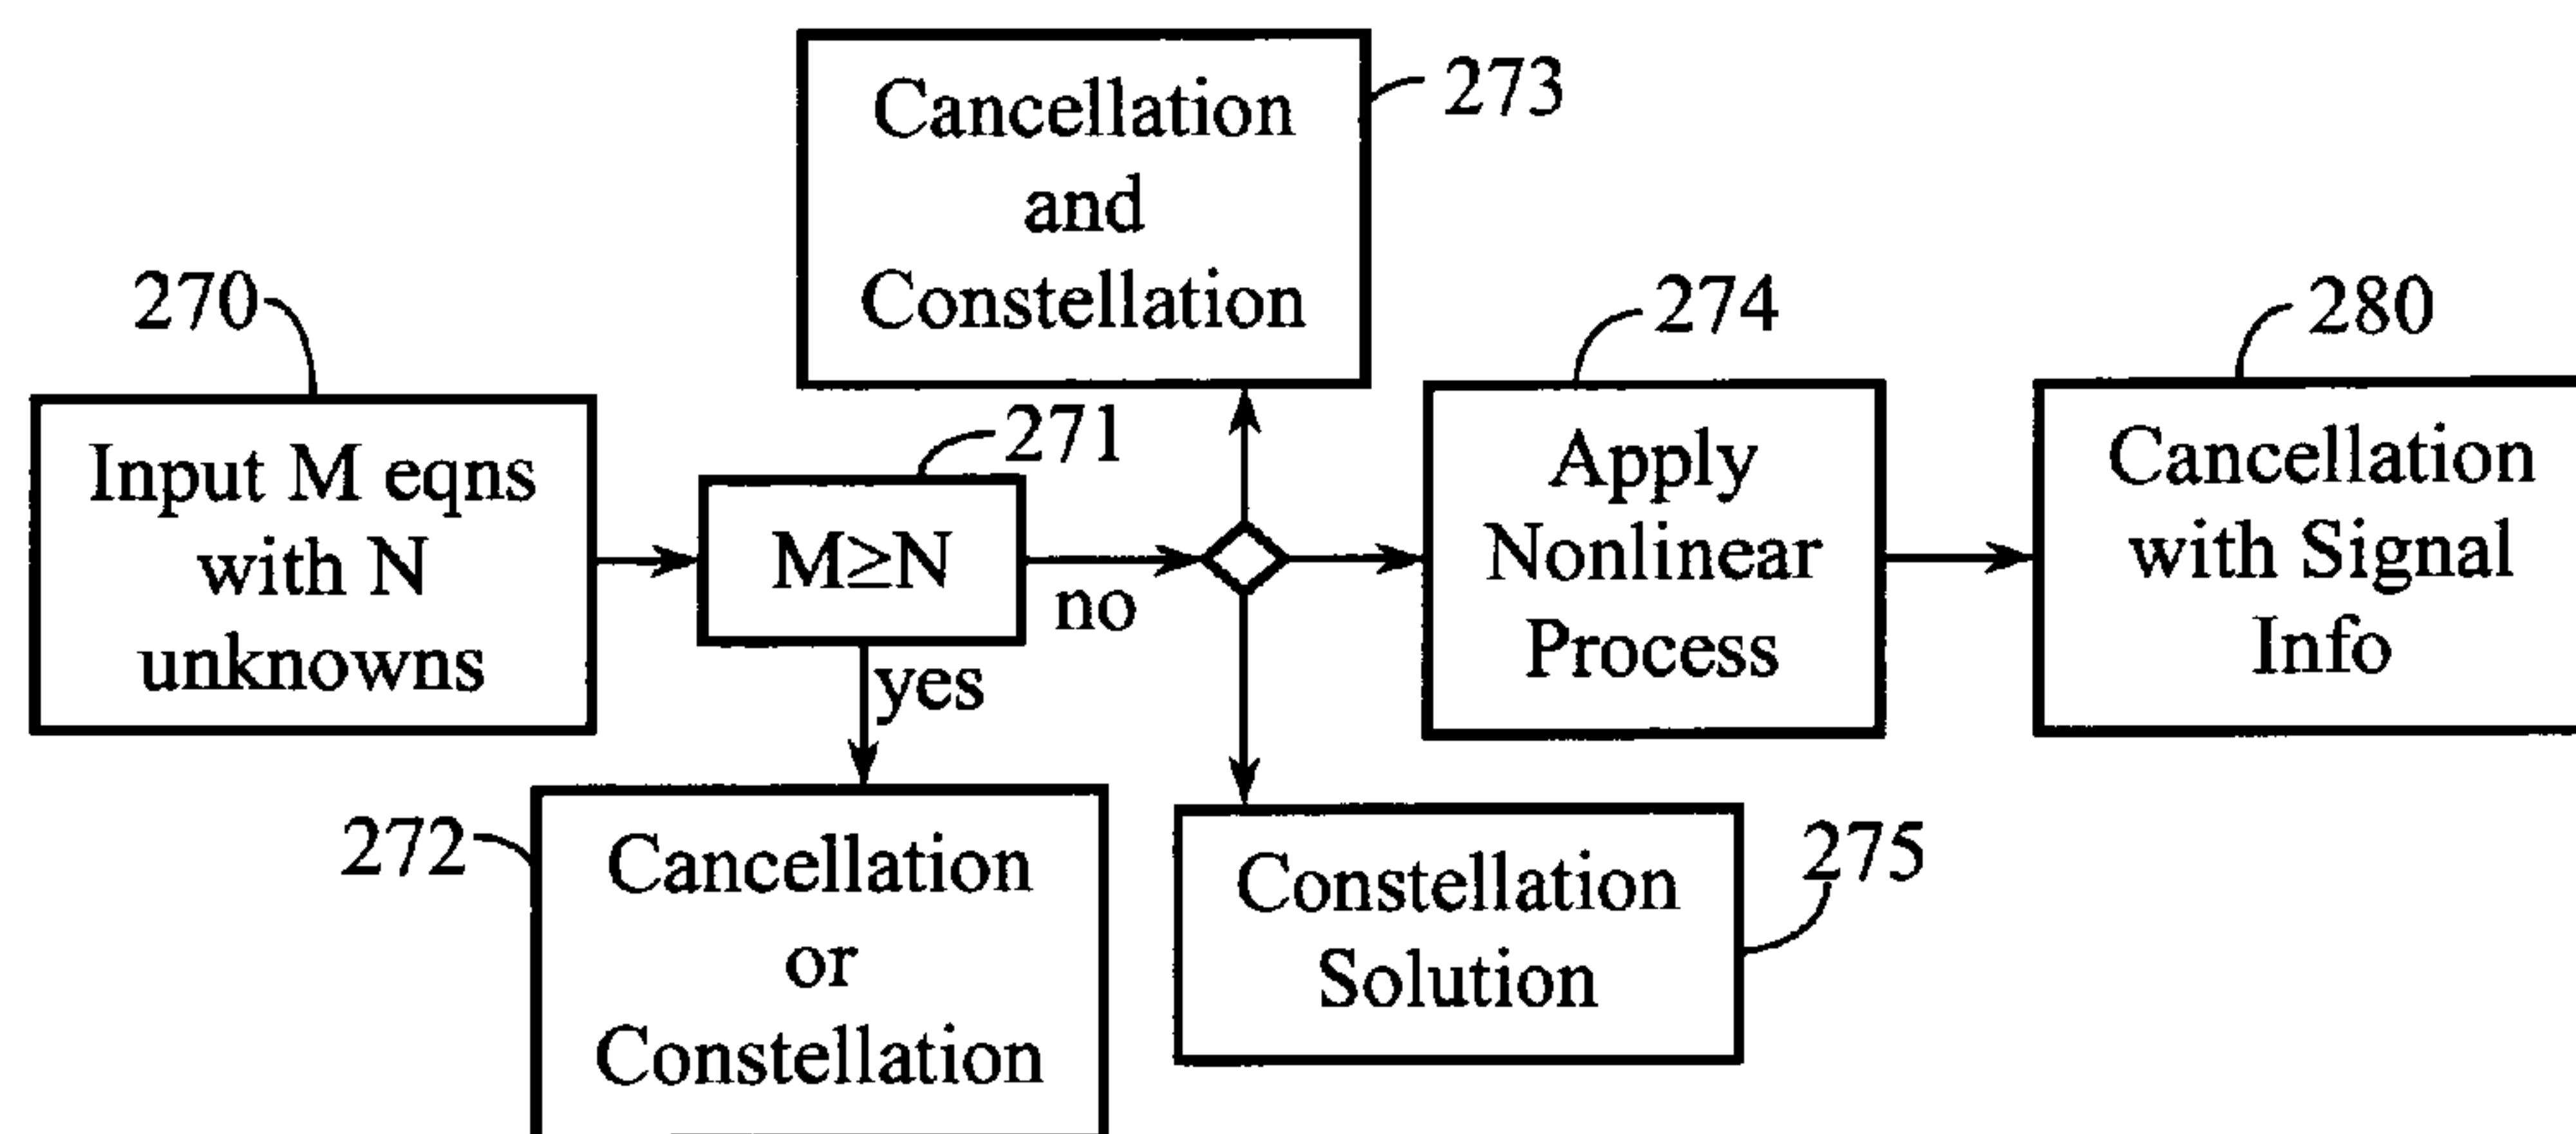 Cancellation
and
Constellation
273
270
Input M eqns
with N
unknowns
271
M≥N
no
yes
274
Apply
Nonlinear
Process
280
Cancellation
with Signal
Info
272
Cancellation
or
Constellation
Constellation
Solution
275